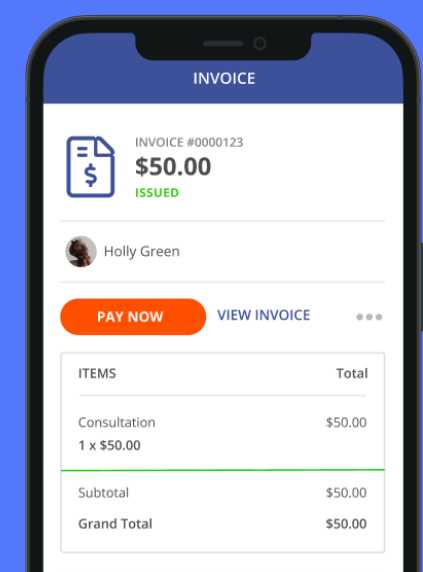 INVOICE
INVOICE #0000123
$50.00
ISSUED
Holly Green
PAY NOW VIEW INVOICE
ITEMS Total
Consultation $50.00
1 x $50.00
Subtotal $50.00
Grand Total $50.00